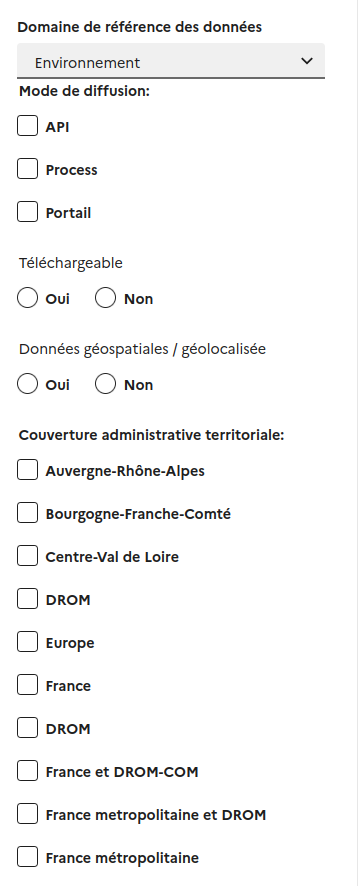 Domaine de référence des données
Environnement
Mode de diffusion:
API
Process
Portail
Téléchargeable
Oui Non
Données géospatiales / géolocalisée
Oui Non
Couverture administrative territoriale:
Auvergne-Rhône-Alpes
Bourgogne-Franche-Comté
Centre-Val de Loire
DROM
Europe
France
DROM
France et DROM-COM
France metropolitaine et DROM
France métropolitaine